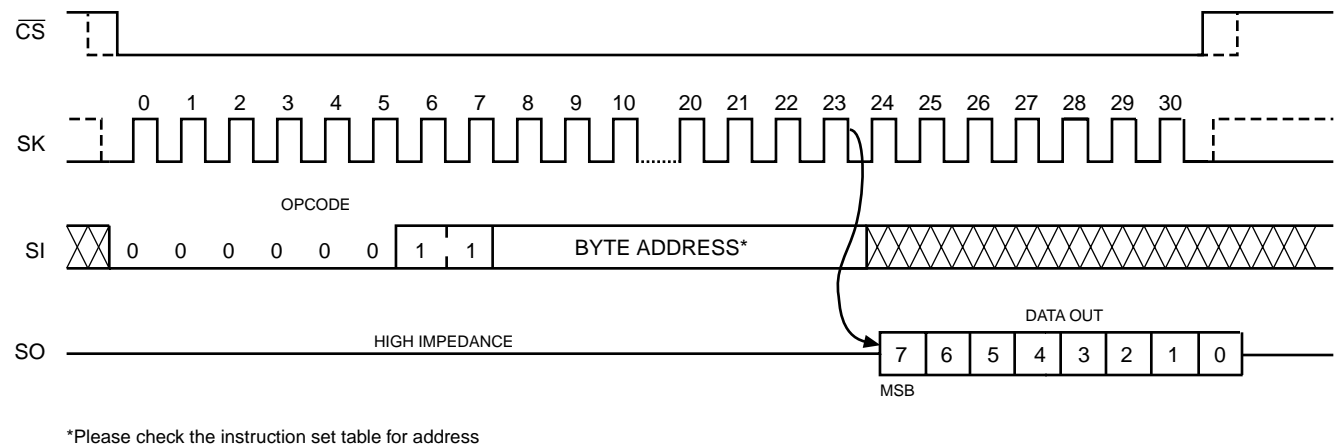 CS
0 1 2 3 4 5 6 7 8 9 10 20 21 22 23 24 25 26 27 28 29 30
SK
OPCODE
SI 0 0 0 0 0 0 1 1 BYTE ADDRESS*
DATA OUT
HIGH IMPEDANCE
SO 7 6 5 4 3 2 1 0
MSB
*Please check the instruction set table for address